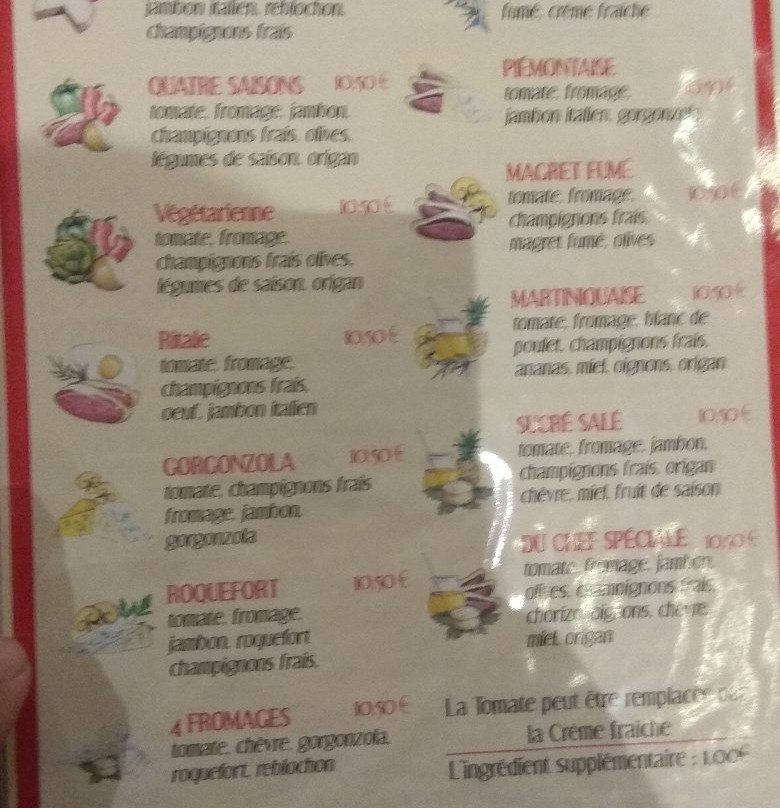 jambon italien, reblochon,
champignons frais
QUATRE SAISONS 10.50 €
tomate, fromage, jambon,
champignons frais, olives,
légumes de saison, origan
Végétarienne 10.50 €
tomate, fromage,
champignons frais olives,
légumes de saison, origan
Ritale 10.50 €
tomate, fromage,
champignons frais,
oeuf, jambon italien
GORGONZOLA 10.50 €
tomate, champignons frais
fromage, jambon,
gorgonzola
ROQUEFORT 10.50 €
tomate, fromage,
jambon, roquefort
champignons frais,
4 FROMAGES 10.50 €
tomate, chèvre, gorgonzola,
roquefort, reblochon
fumé, crème fraîche
PIÉMONTAISE
tomate, fromage, 10.50 €
jambon italien, gorgonzola
MAGRET FUMÉ
tomate, fromage, 10.50 €
champignons frais,
magret fumé, olives
MARTINIQUAISE 10.50 €
tomate, fromage, blanc de
poulet, champignons frais,
ananas, miel, oignons, origan
SUCRÉ SALÉ 10.50 €
tomate, fromage, jambon,
champignons frais, origan
chèvre, miel, fruit de saison
DU CHEF SPÉCIALE 10.50 €
tomate, fromage, jambon,
olives, champignons frais,
chorizo, oignons, chèvre
miel, origan
La Tomate peut être remplacée par
la Crème fraîche
L'ingrédient supplémentaire : 1.00€